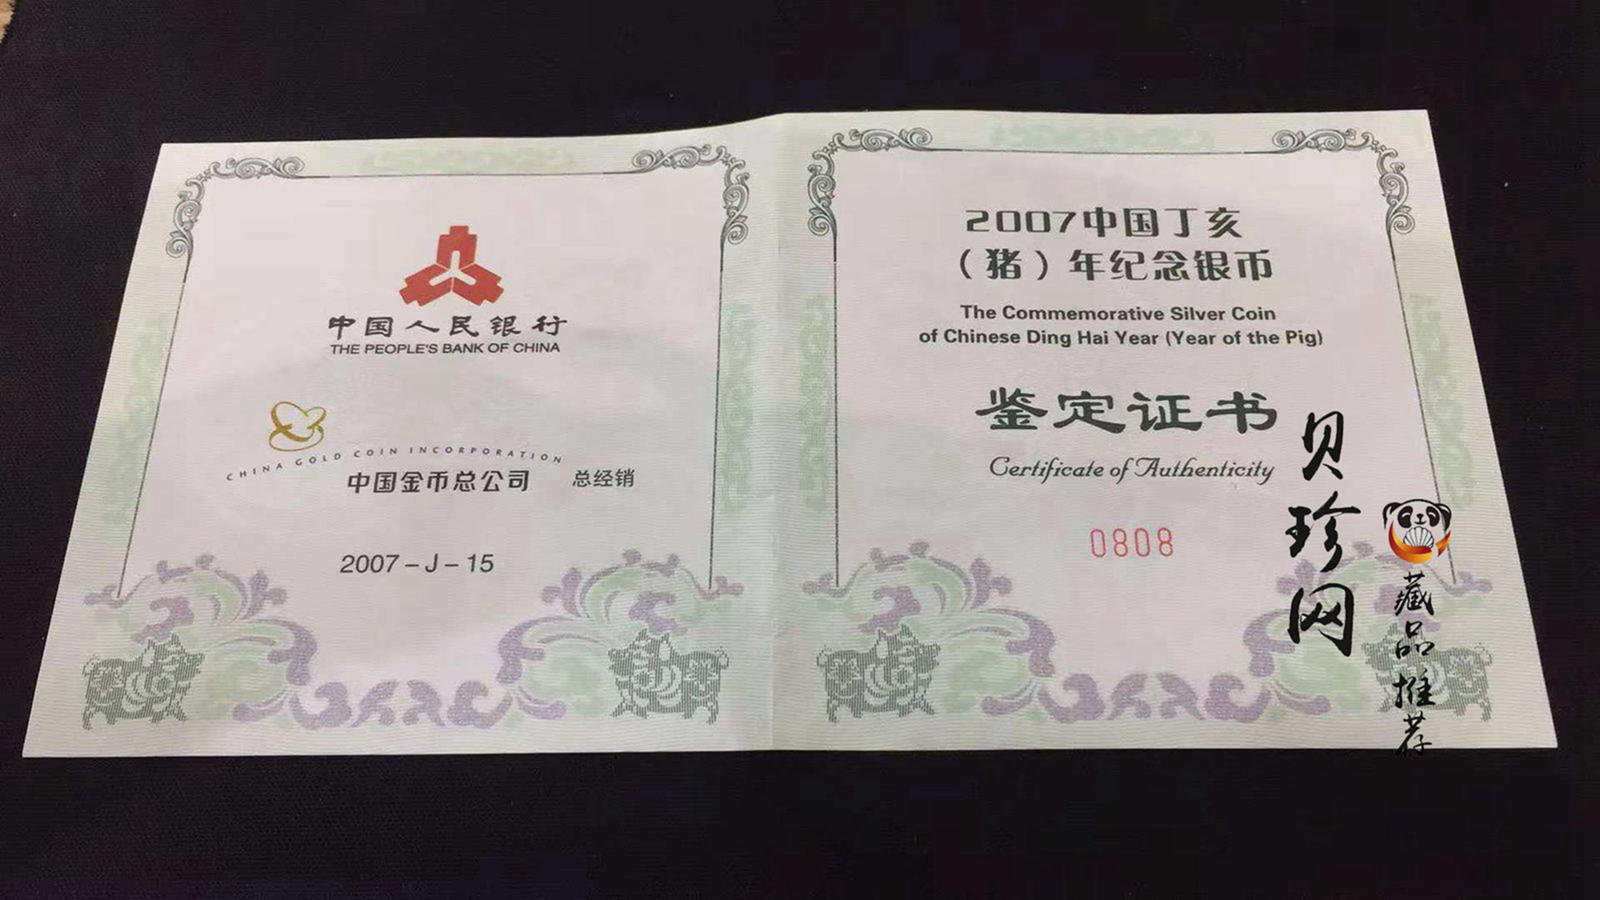 中国人民银行
THE PEOPLE'S BANK OF CHINA
CHINA GOLD COIN INCORPORATION
中国金币总公司 总经销
2007-J-15
2007中国丁亥
（猪）年纪念银币
The Commemorative Silver Coin
of Chinese Ding Hai Year (Year of the Pig)
鉴定证书
Certificate of Authenticity
0808
贝珍网
藏品推荐